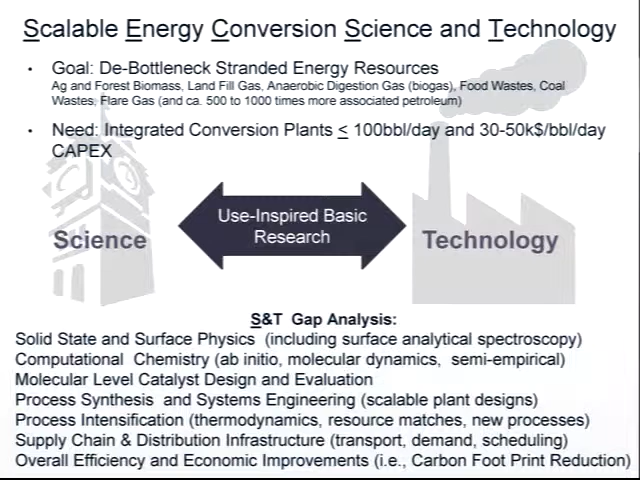 Scalable Energy Conversion Science and Technology
• Goal: De-Bottleneck Stranded Energy Resources
Ag and Forest Biomass, Land Fill Gas, Anaerobic Digestion Gas (biogas), Food Wastes, Coal
Wastes, Flare Gas (and ca. 500 to 1000 times more associated petroleum)
• Need: Integrated Conversion Plants ≤ 100bbl/day and 30-50k$/bbl/day
CAPEX
Use-Inspired Basic
Research
Science
Technology
S&T Gap Analysis:
Solid State and Surface Physics (including surface analytical spectroscopy)
Computational Chemistry (ab initio, molecular dynamics, semi-empirical)
Molecular Level Catalyst Design and Evaluation
Process Synthesis and Systems Engineering (scalable plant designs)
Process Intensification (thermodynamics, resource matches, new processes)
Supply Chain & Distribution Infrastructure (transport, demand, scheduling)
Overall Efficiency and Economic Improvements (i.e., Carbon Foot Print Reduction)